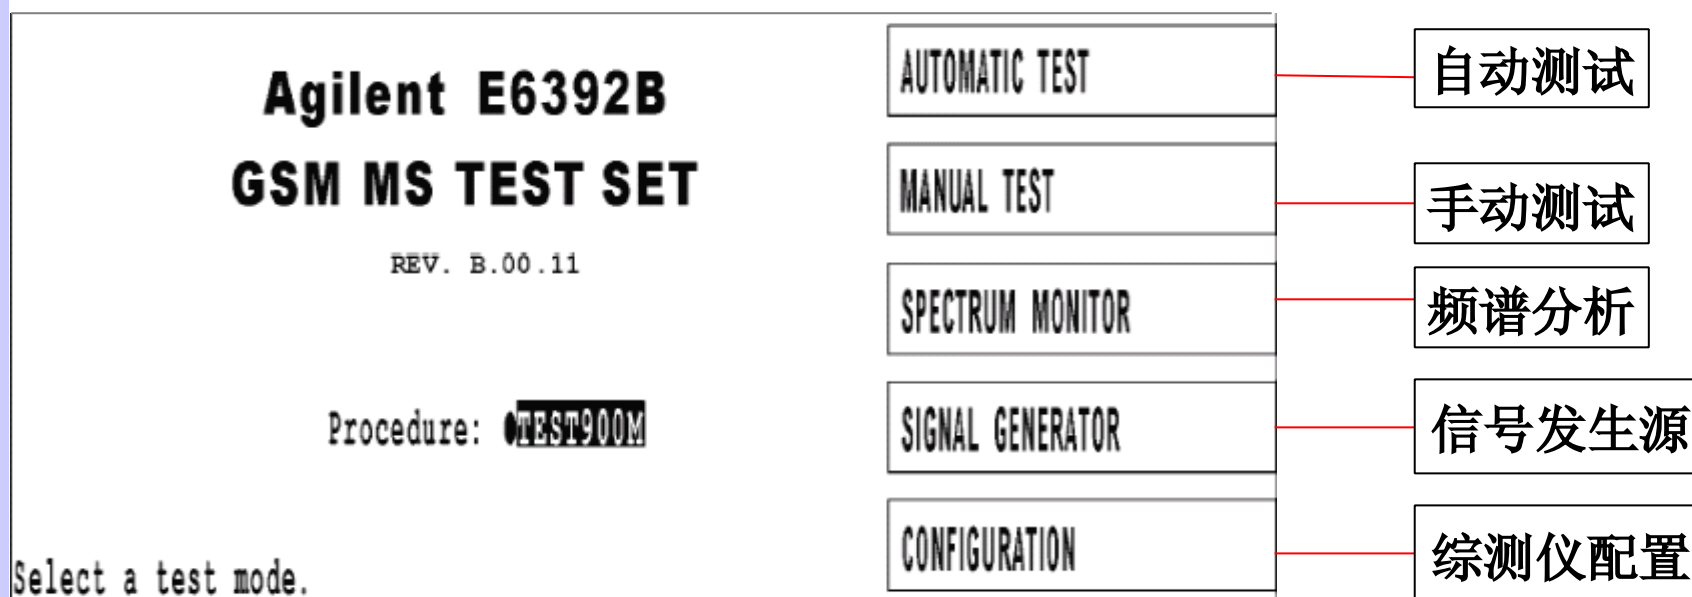 Agilent E6392B
GSM MS TEST SET
REV. B.00.11
Procedure: TEST900M
Select a test mode.
AUTOMATIC TEST
自动测试
MANUAL TEST
手动测试
SPECTRUM MONITOR
频谱分析
SIGNAL GENERATOR
信号发生源
CONFIGURATION
综测仪配置